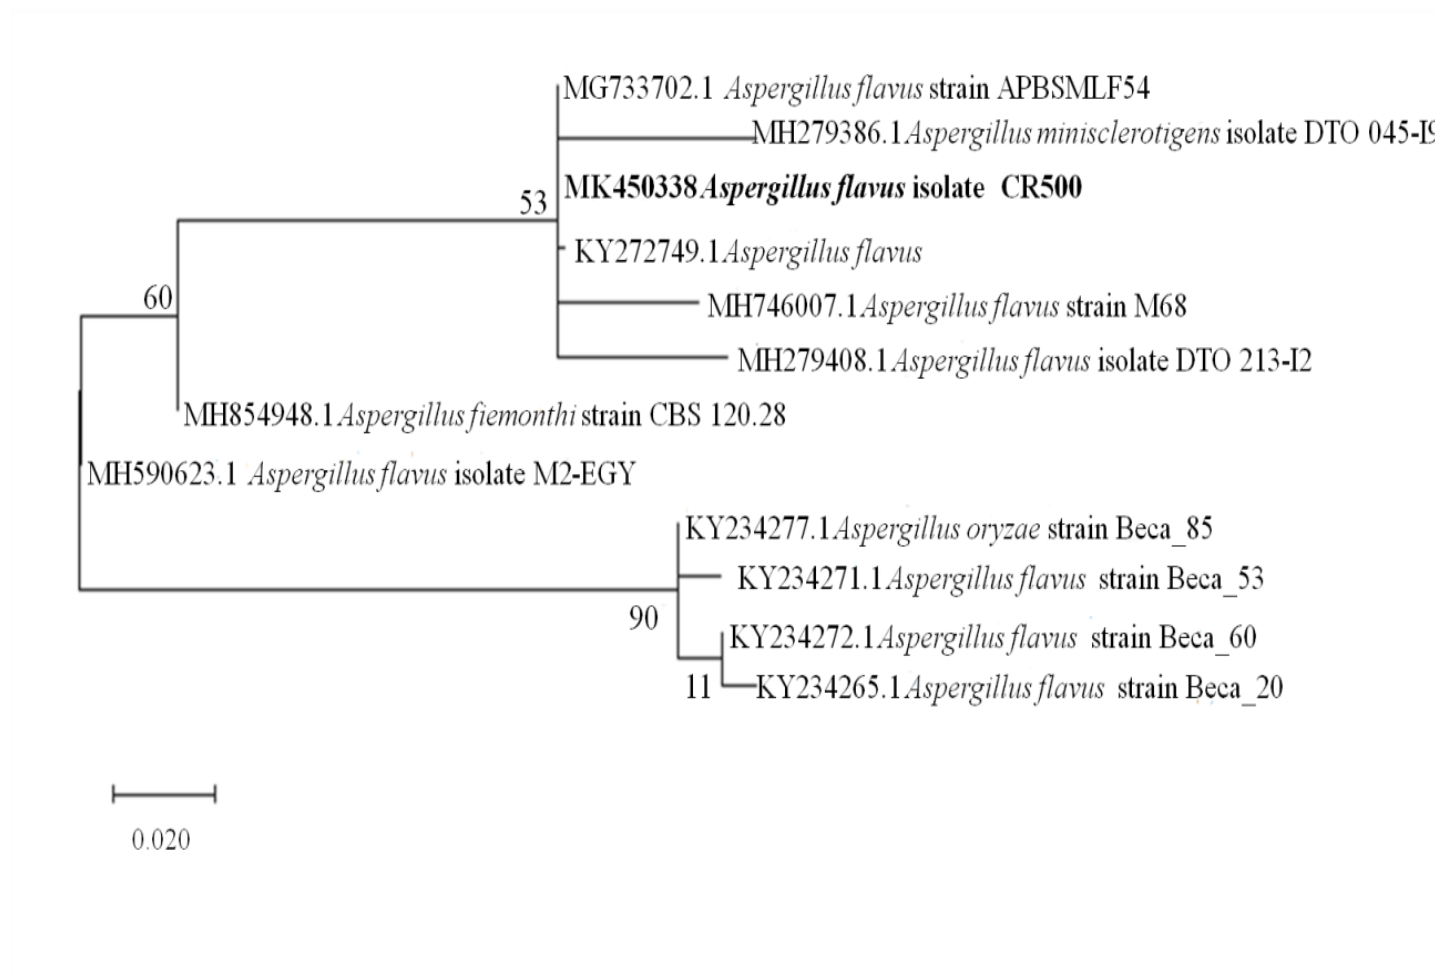 MG733702.1 Aspergillus flavus strain APBSMLF54
MH279386.1 Aspergillus minisclerotigens isolate DTO 045-I9
53
MK450338 Aspergillus flavus isolate CR500
KY272749.1 Aspergillus flavus
60
MH746007.1 Aspergillus flavus strain M68
MH279408.1 Aspergillus flavus isolate DTO 213-I2
MH854948.1 Aspergillus fiemonthi strain CBS 120.28
MH590623.1 Aspergillus flavus isolate M2-EGY
KY234277.1 Aspergillus oryzae strain Beca_85
KY234271.1 Aspergillus flavus strain Beca_53
90
KY234272.1 Aspergillus flavus strain Beca_60
11
KY234265.1 Aspergillus flavus strain Beca_20
0.020